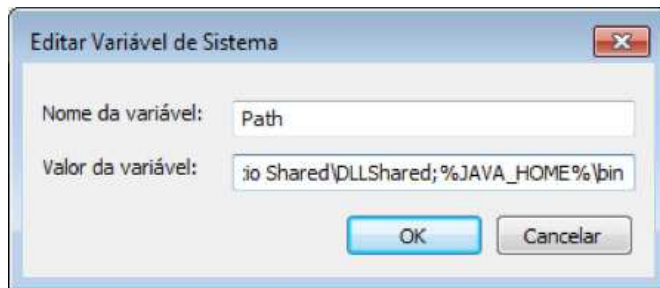 Editar Variável de Sistema
Nome da variável: Path
Valor da variável: :io Shared\DLLShared;%JAVA_HOME%\bin
OK Cancelar